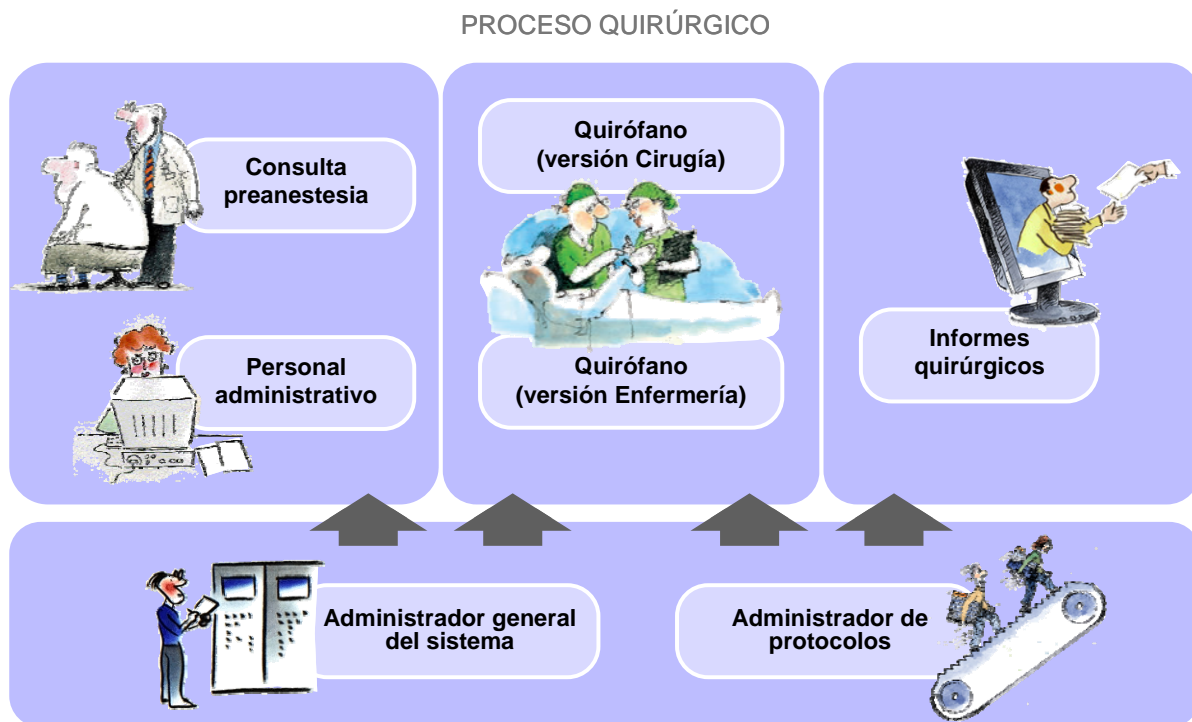 PROCESO QUIRÚRGICO
Consulta
preanestesia
Personal
administrativo
Quirófano
(versión Cirugía)
Quirófano
(versión Enfermería)
Informes
quirúrgicos
Administrador general
del sistema
Administrador de
protocolos